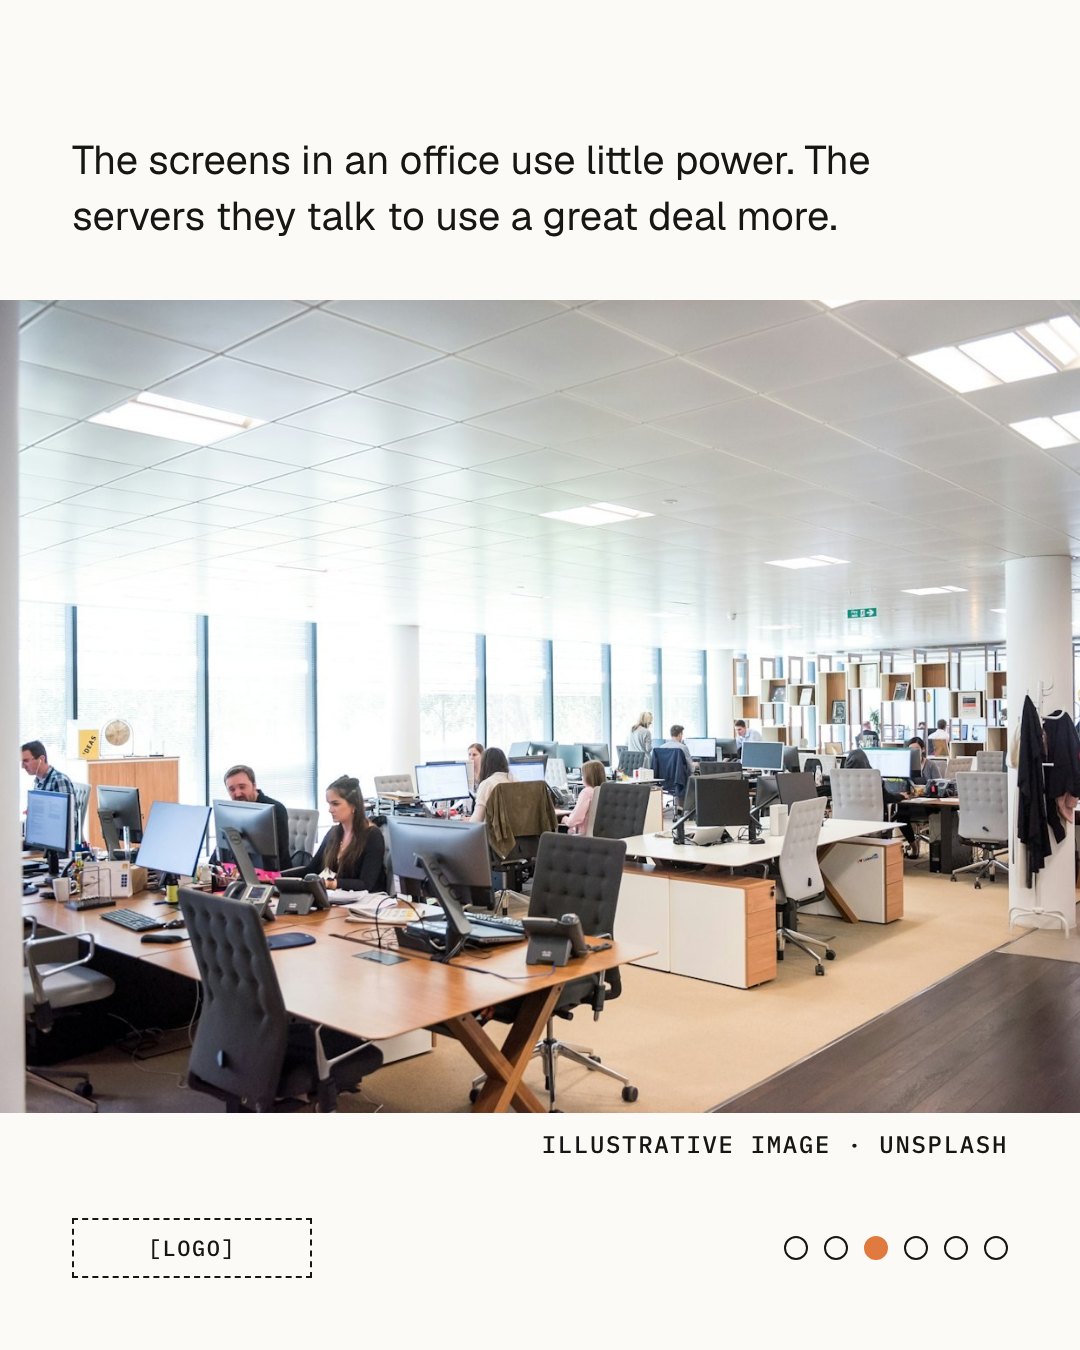 The screens in an office use little power. The
servers they talk to use a great deal more.
IDEAS
ILLUSTRATIVE IMAGE · UNSPLASH
[LOGO]